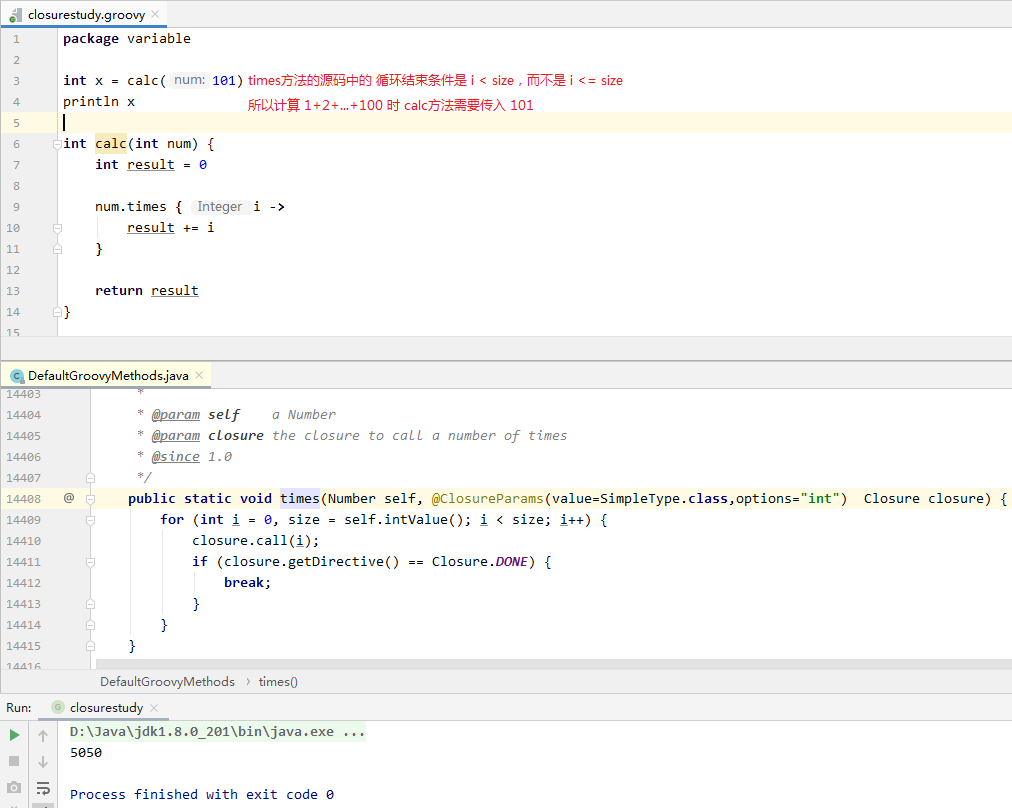 closurestudy.groovy
1 package variable
2
3 int x = calc( num: 101) times方法的源码中的 循环结束条件是 i < size，而不是 i <= size
4 println x 所以计算 1+2+...+100 时 calc方法需要传入 101
5
6 int calc(int num) {
7 int result = 0
8
9 num.times { Integer i ->
10 result += i
11 }
12
13 return result
14 }
15
DefaultGroovyMethods.java
14403 *
14404 * @param self a Number
14405 * @param closure the closure to call a number of times
14406 * @since 1.0
14407 */
14408 @ public static void times(Number self, @ClosureParams(value=SimpleType.class,options="int") Closure closure) {
14409 for (int i = 0, size = self.intValue(); i < size; i++) {
14410 closure.call(i);
14411 if (closure.getDirective() == Closure.DONE) {
14412 break;
14413 }
14414 }
14415 }
14416
DefaultGroovyMethods › times()
Run: closurestudy
D:\Java\jdk1.8.0_201\bin\java.exe ...
5050
Process finished with exit code 0